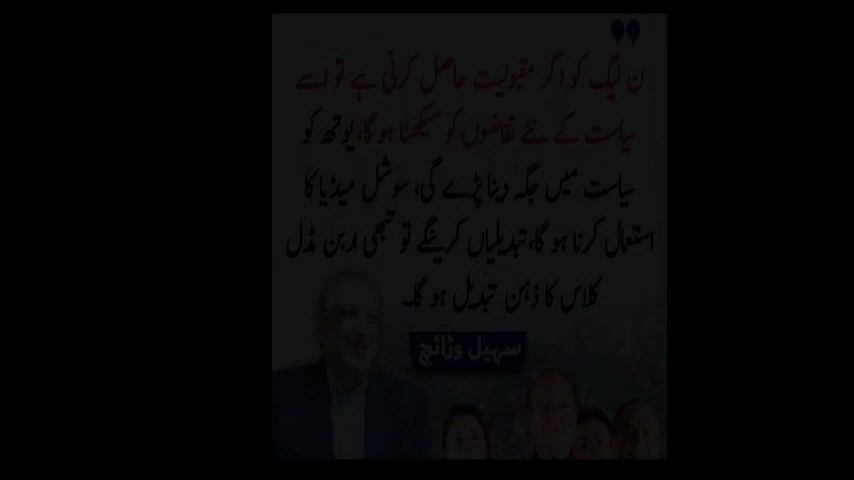 ن لیگ کو اگر مقبولیت حاصل کرنی ہے تو اسے
سیاست کے نئے تقاضوں کو سیکھنا ہو گا، یوتھ کو
سیاست میں جگہ دینا پڑے گی، سوشل میڈیا کا
استعمال کرنا ہو گا، تبدیلیاں کرینگے تو تبھی اربن مڈل
کلاس کا ذہن تبدیل ہو گا۔
سہیل وڑائچ